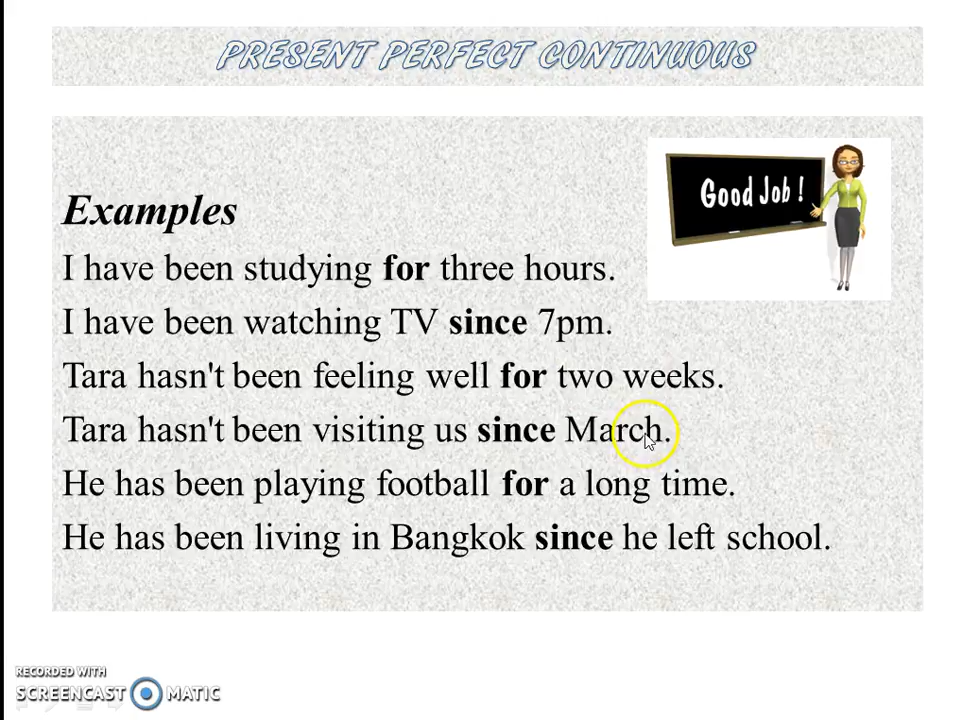 PRESENT PERFECT CONTINUOUS
Good Job !
Examples
I have been studying for three hours.
I have been watching TV since 7pm.
Tara hasn't been feeling well for two weeks.
Tara hasn't been visiting us since March.
He has been playing football for a long time.
He has been living in Bangkok since he left school.
RECORDED WITH
SCREENCAST MATIC